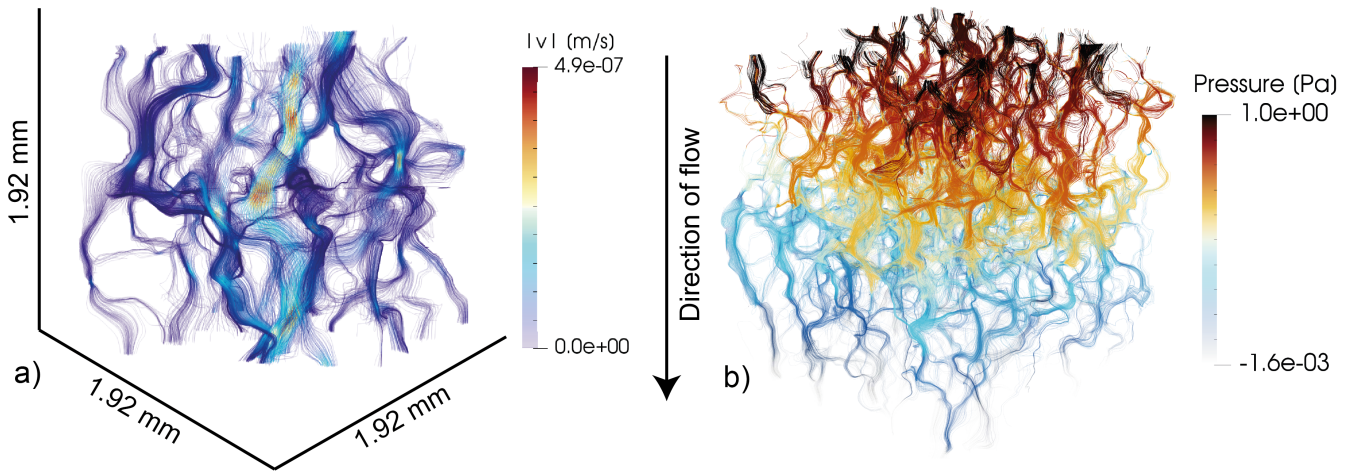 |v| (m/s)
4.9e-07
0.0e+00
1.92 mm
1.92 mm
1.92 mm
a)
Direction of flow
Pressure (Pa)
1.0e+00
-1.6e-03
b)